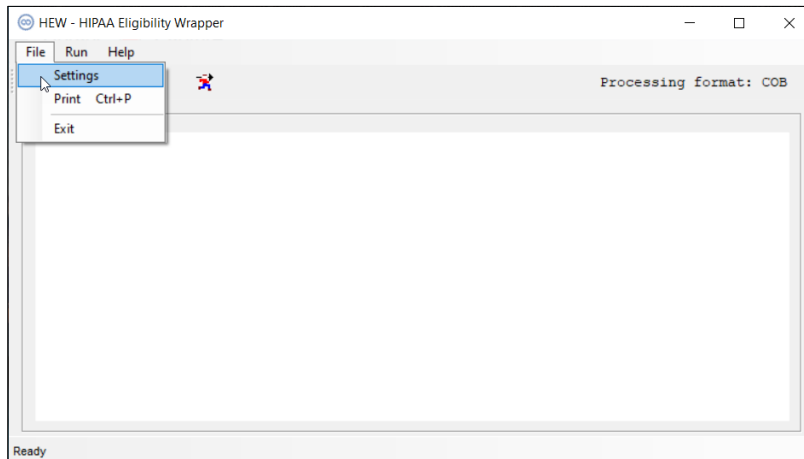 HEW - HIPAA Eligibility Wrapper
File Run Help
Settings
Processing format: COB
Print Ctrl+P
Exit
Ready